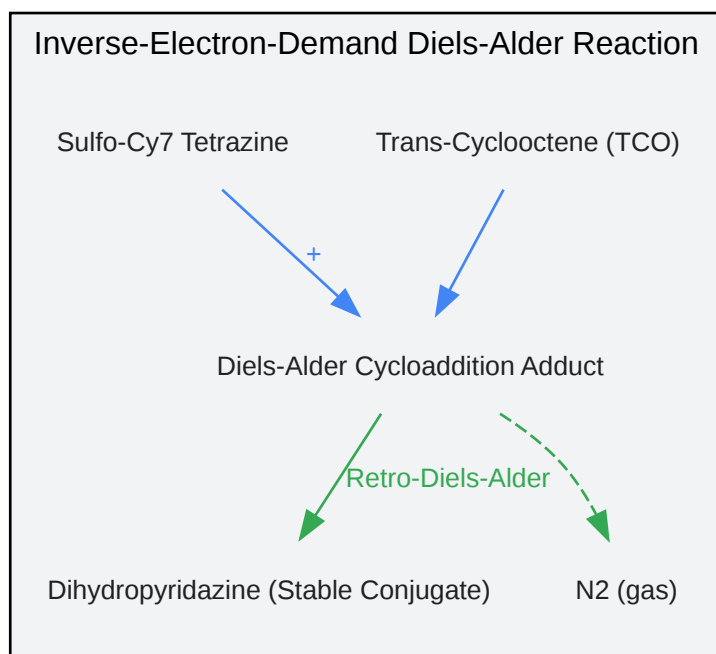 Inverse-Electron-Demand Diels-Alder Reaction
Sulfo-Cy7 Tetrazine
Trans-Cyclooctene (TCO)
+
Diels-Alder Cycloaddition Adduct
Retro-Diels-Alder
Dihydropyridazine (Stable Conjugate)
N2 (gas)